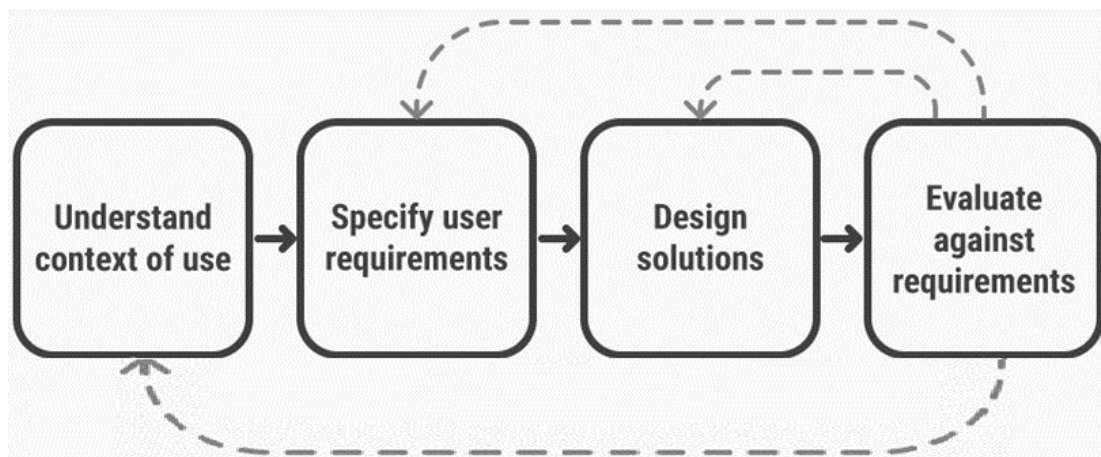 Understand
context of use
Specify user
requirements
Design
solutions
Evaluate
against
requirements